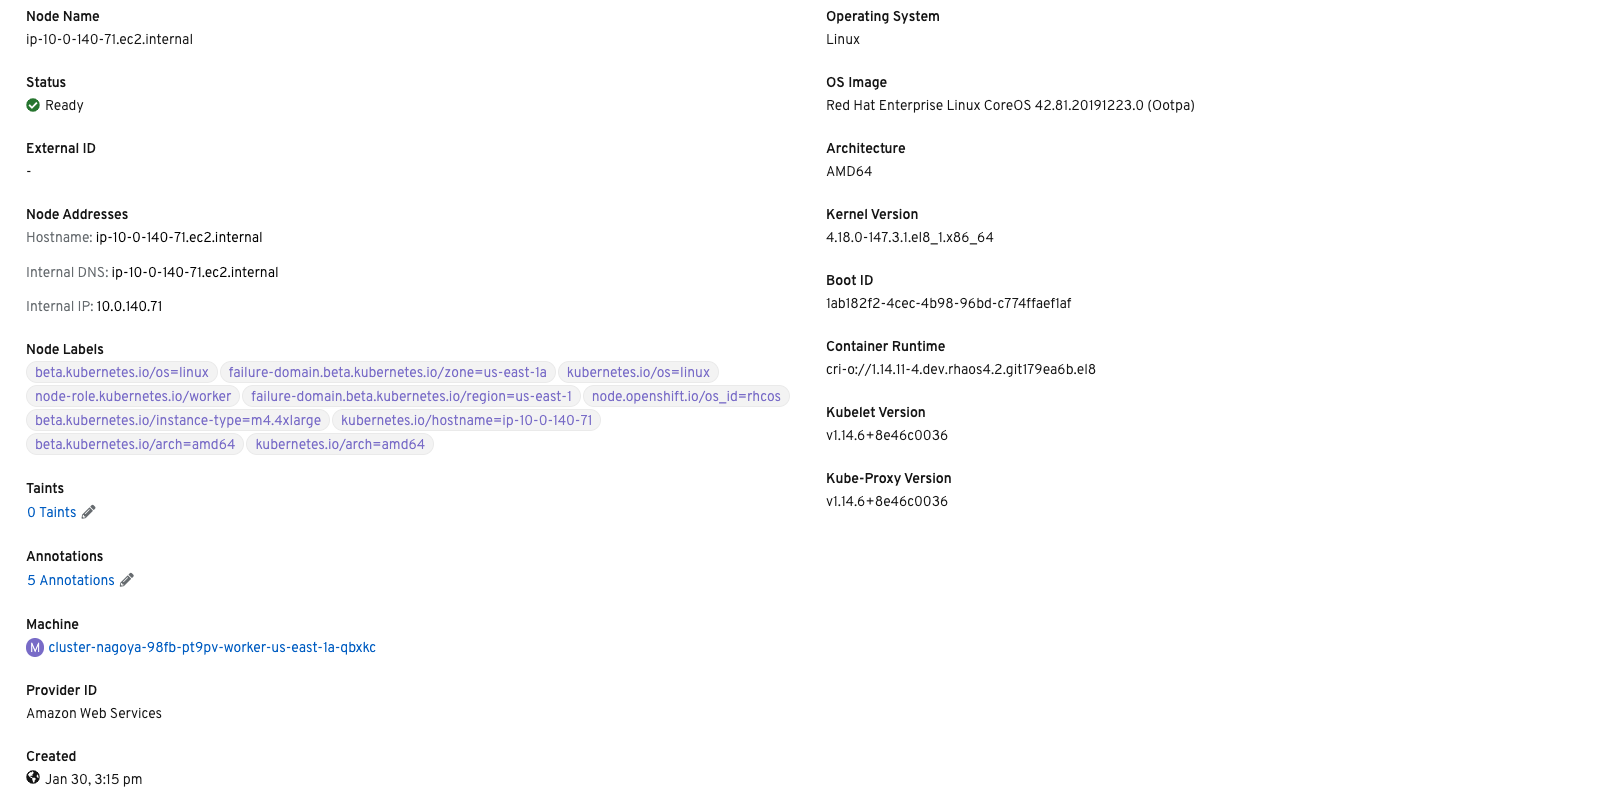 Node Name
ip-10-0-140-71.ec2.internal
Status
Ready
External ID
-
Node Addresses
Hostname: ip-10-0-140-71.ec2.internal
Internal DNS: ip-10-0-140-71.ec2.internal
Internal IP: 10.0.140.71
Node Labels
beta.kubernetes.io/os=linux failure-domain.beta.kubernetes.io/zone=us-east-1a kubernetes.io/os=linux
node-role.kubernetes.io/worker failure-domain.beta.kubernetes.io/region=us-east-1 node.openshift.io/os_id=rhcos
beta.kubernetes.io/instance-type=m4.4xlarge kubernetes.io/hostname=ip-10-0-140-71
beta.kubernetes.io/arch=amd64 kubernetes.io/arch=amd64
Taints
0 Taints
Annotations
5 Annotations
Machine
M cluster-nagoya-98fb-pt9pv-worker-us-east-1a-qbxkc
Provider ID
Amazon Web Services
Created
Jan 30, 3:15 pm
Operating System
Linux
OS Image
Red Hat Enterprise Linux CoreOS 42.81.20191223.0 (Ootpa)
Architecture
AMD64
Kernel Version
4.18.0-147.3.1.el8_1.x86_64
Boot ID
1ab182f2-4cec-4b98-96bd-c774ffaef1af
Container Runtime
cri-o://1.14.11-4.dev.rhaos4.2.git179ea6b.el8
Kubelet Version
v1.14.6+8e46c0036
Kube-Proxy Version
v1.14.6+8e46c0036